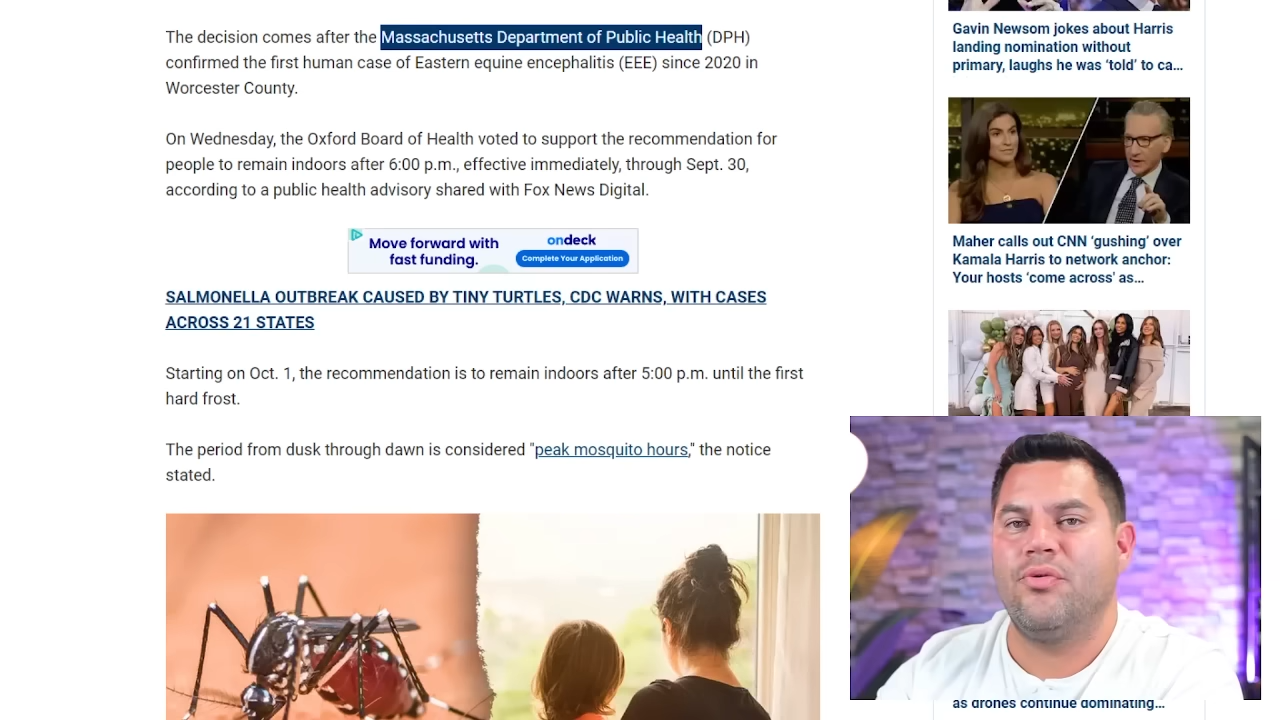 The decision comes after the Massachusetts Department of Public Health (DPH)
confirmed the first human case of Eastern equine encephalitis (EEE) since 2020 in
Worcester County.
On Wednesday, the Oxford Board of Health voted to support the recommendation for
people to remain indoors after 6:00 p.m., effective immediately, through Sept. 30,
according to a public health advisory shared with Fox News Digital.
Move forward with
fast funding.
ondeck
Complete Your Application
SALMONELLA OUTBREAK CAUSED BY TINY TURTLES, CDC WARNS, WITH CASES
ACROSS 21 STATES
Starting on Oct. 1, the recommendation is to remain indoors after 5:00 p.m. until the first
hard frost.
The period from dusk through dawn is considered "peak mosquito hours," the notice
stated.
Gavin Newsom jokes about Harris
landing nomination without
primary, laughs he was ‘told’ to ca...
Maher calls out CNN ‘gushing’ over
Kamala Harris to network anchor:
Your hosts ‘come across’ as...
as drones continue dominating...